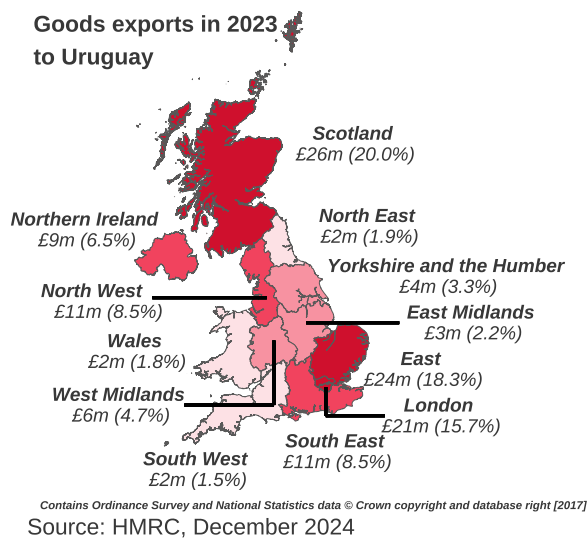 Goods exports in 2023
to Uruguay
Scotland
£26m (20.0%)
Northern Ireland
£9m (6.5%)
North East
£2m (1.9%)
Yorkshire and the Humber
£4m (3.3%)
North West
£11m (8.5%)
East Midlands
£3m (2.2%)
Wales
£2m (1.8%)
East
£24m (18.3%)
West Midlands
£6m (4.7%)
London
£21m (15.7%)
South East
£11m (8.5%)
South West
£2m (1.5%)
Contains Ordinance Survey and National Statistics data © Crown copyright and database right [2017]
Source: HMRC, December 2024